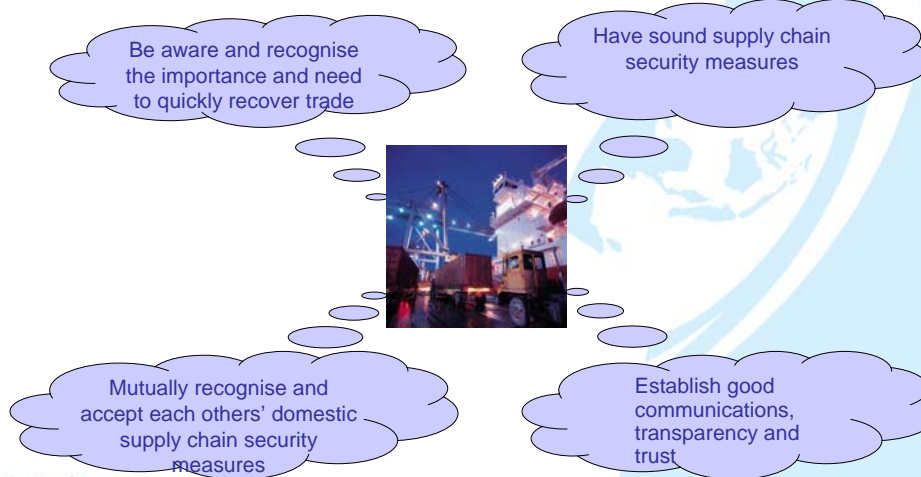 Be aware and recognise
the importance and need
to quickly recover trade
Have sound supply chain
security measures
Mutually recognise and
accept each others’ domestic
supply chain security
measures
Establish good
communications,
transparency and
trust